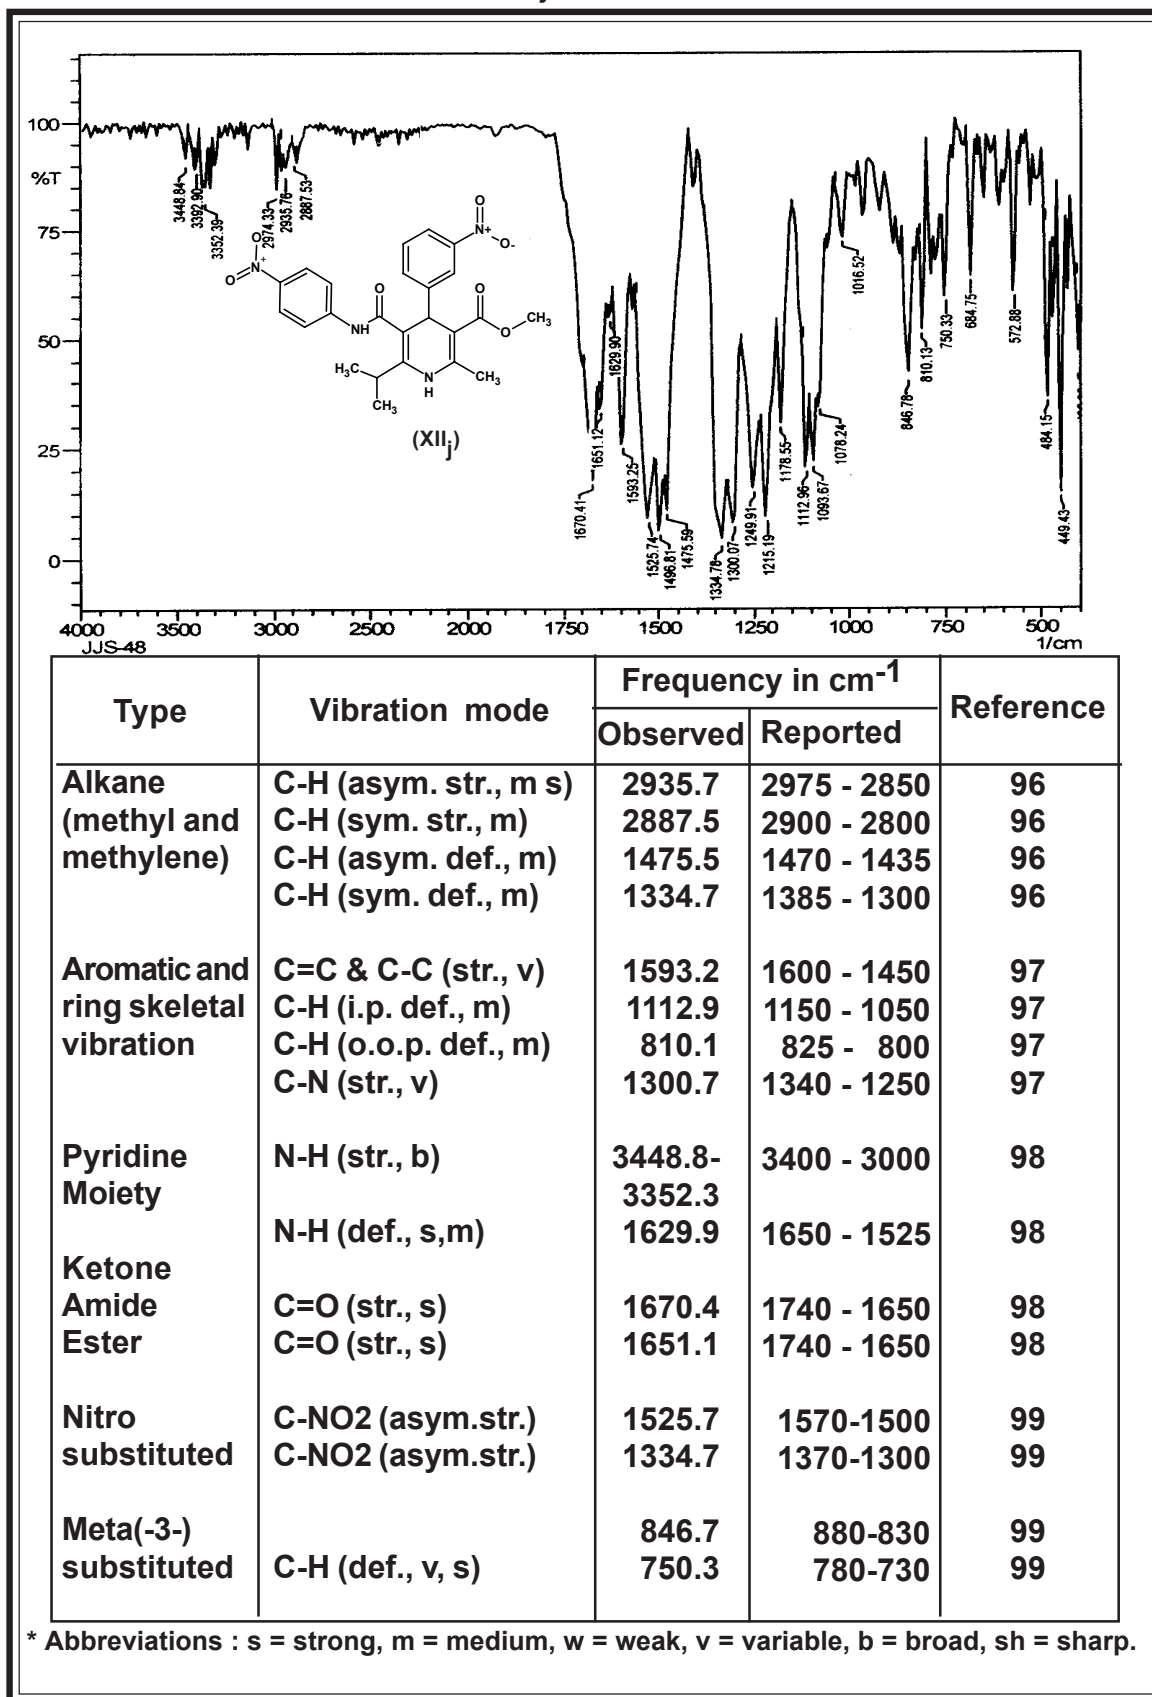 100
%T
75
50
25
0
3448.84
3392.90
3352.39
2974.33
2935.76
2887.53
1670.41
1651.12
1629.90
1593.25
1525.74
1496.81
1475.59
1334.78
1300.07
1249.91
1215.19
1178.55
1112.96
1093.67
1078.24
1016.52
846.78
810.13
750.33
684.75
572.88
484.15
449.43
O
N+
O-
O
N+
O
O
NH
O
O CH3
H3C
CH3
N
H
CH3
(XIIj)
4000 3500 3000 2500 2000 1750 1500 1250 1000 750 500
JJS-48 1/cm
Type Vibration mode Frequency in cm-1 Reference
Observed Reported
Alkane C-H (asym. str., m s) 2935.7 2975 - 2850 96
(methyl and C-H (sym. str., m) 2887.5 2900 - 2800 96
methylene) C-H (asym. def., m) 1475.5 1470 - 1435 96
C-H (sym. def., m) 1334.7 1385 - 1300 96
Aromatic and C=C & C-C (str., v) 1593.2 1600 - 1450 97
ring skeletal C-H (i.p. def., m) 1112.9 1150 - 1050 97
vibration C-H (o.o.p. def., m) 810.1 825 - 800 97
C-N (str., v) 1300.7 1340 - 1250 97
Pyridine N-H (str., b) 3448.8- 3400 - 3000 98
Moiety 3352.3
N-H (def., s,m) 1629.9 1650 - 1525 98
Ketone
Amide C=O (str., s) 1670.4 1740 - 1650 98
Ester C=O (str., s) 1651.1 1740 - 1650 98
Nitro C-NO2 (asym.str.) 1525.7 1570-1500 99
substituted C-NO2 (asym.str.) 1334.7 1370-1300 99
Meta(-3-) 846.7 880-830 99
substituted C-H (def., v, s) 750.3 780-730 99
* Abbreviations : s = strong, m = medium, w = weak, v = variable, b = broad, sh = sharp.